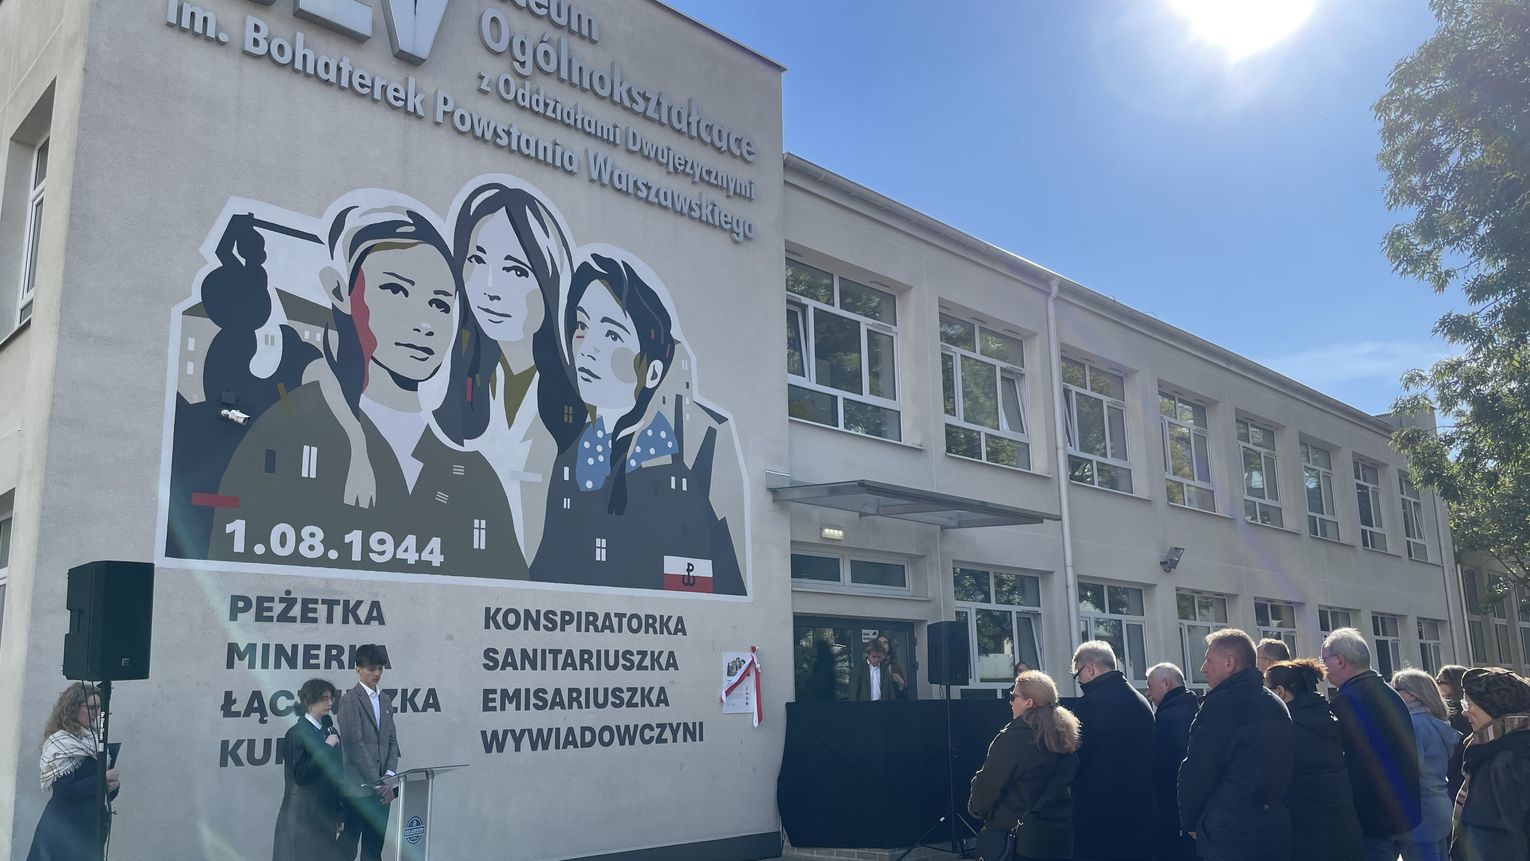 Ogólnokształcące
z Oddziałami Dwujęzycznymi
im. Bohaterek Powstania Warszawskiego
1.08.1944
PEŻETKA
KONSPIRATORKA
SANITARIUSZKA
EMISARIUSZKA
WYWIADOWCZYNI